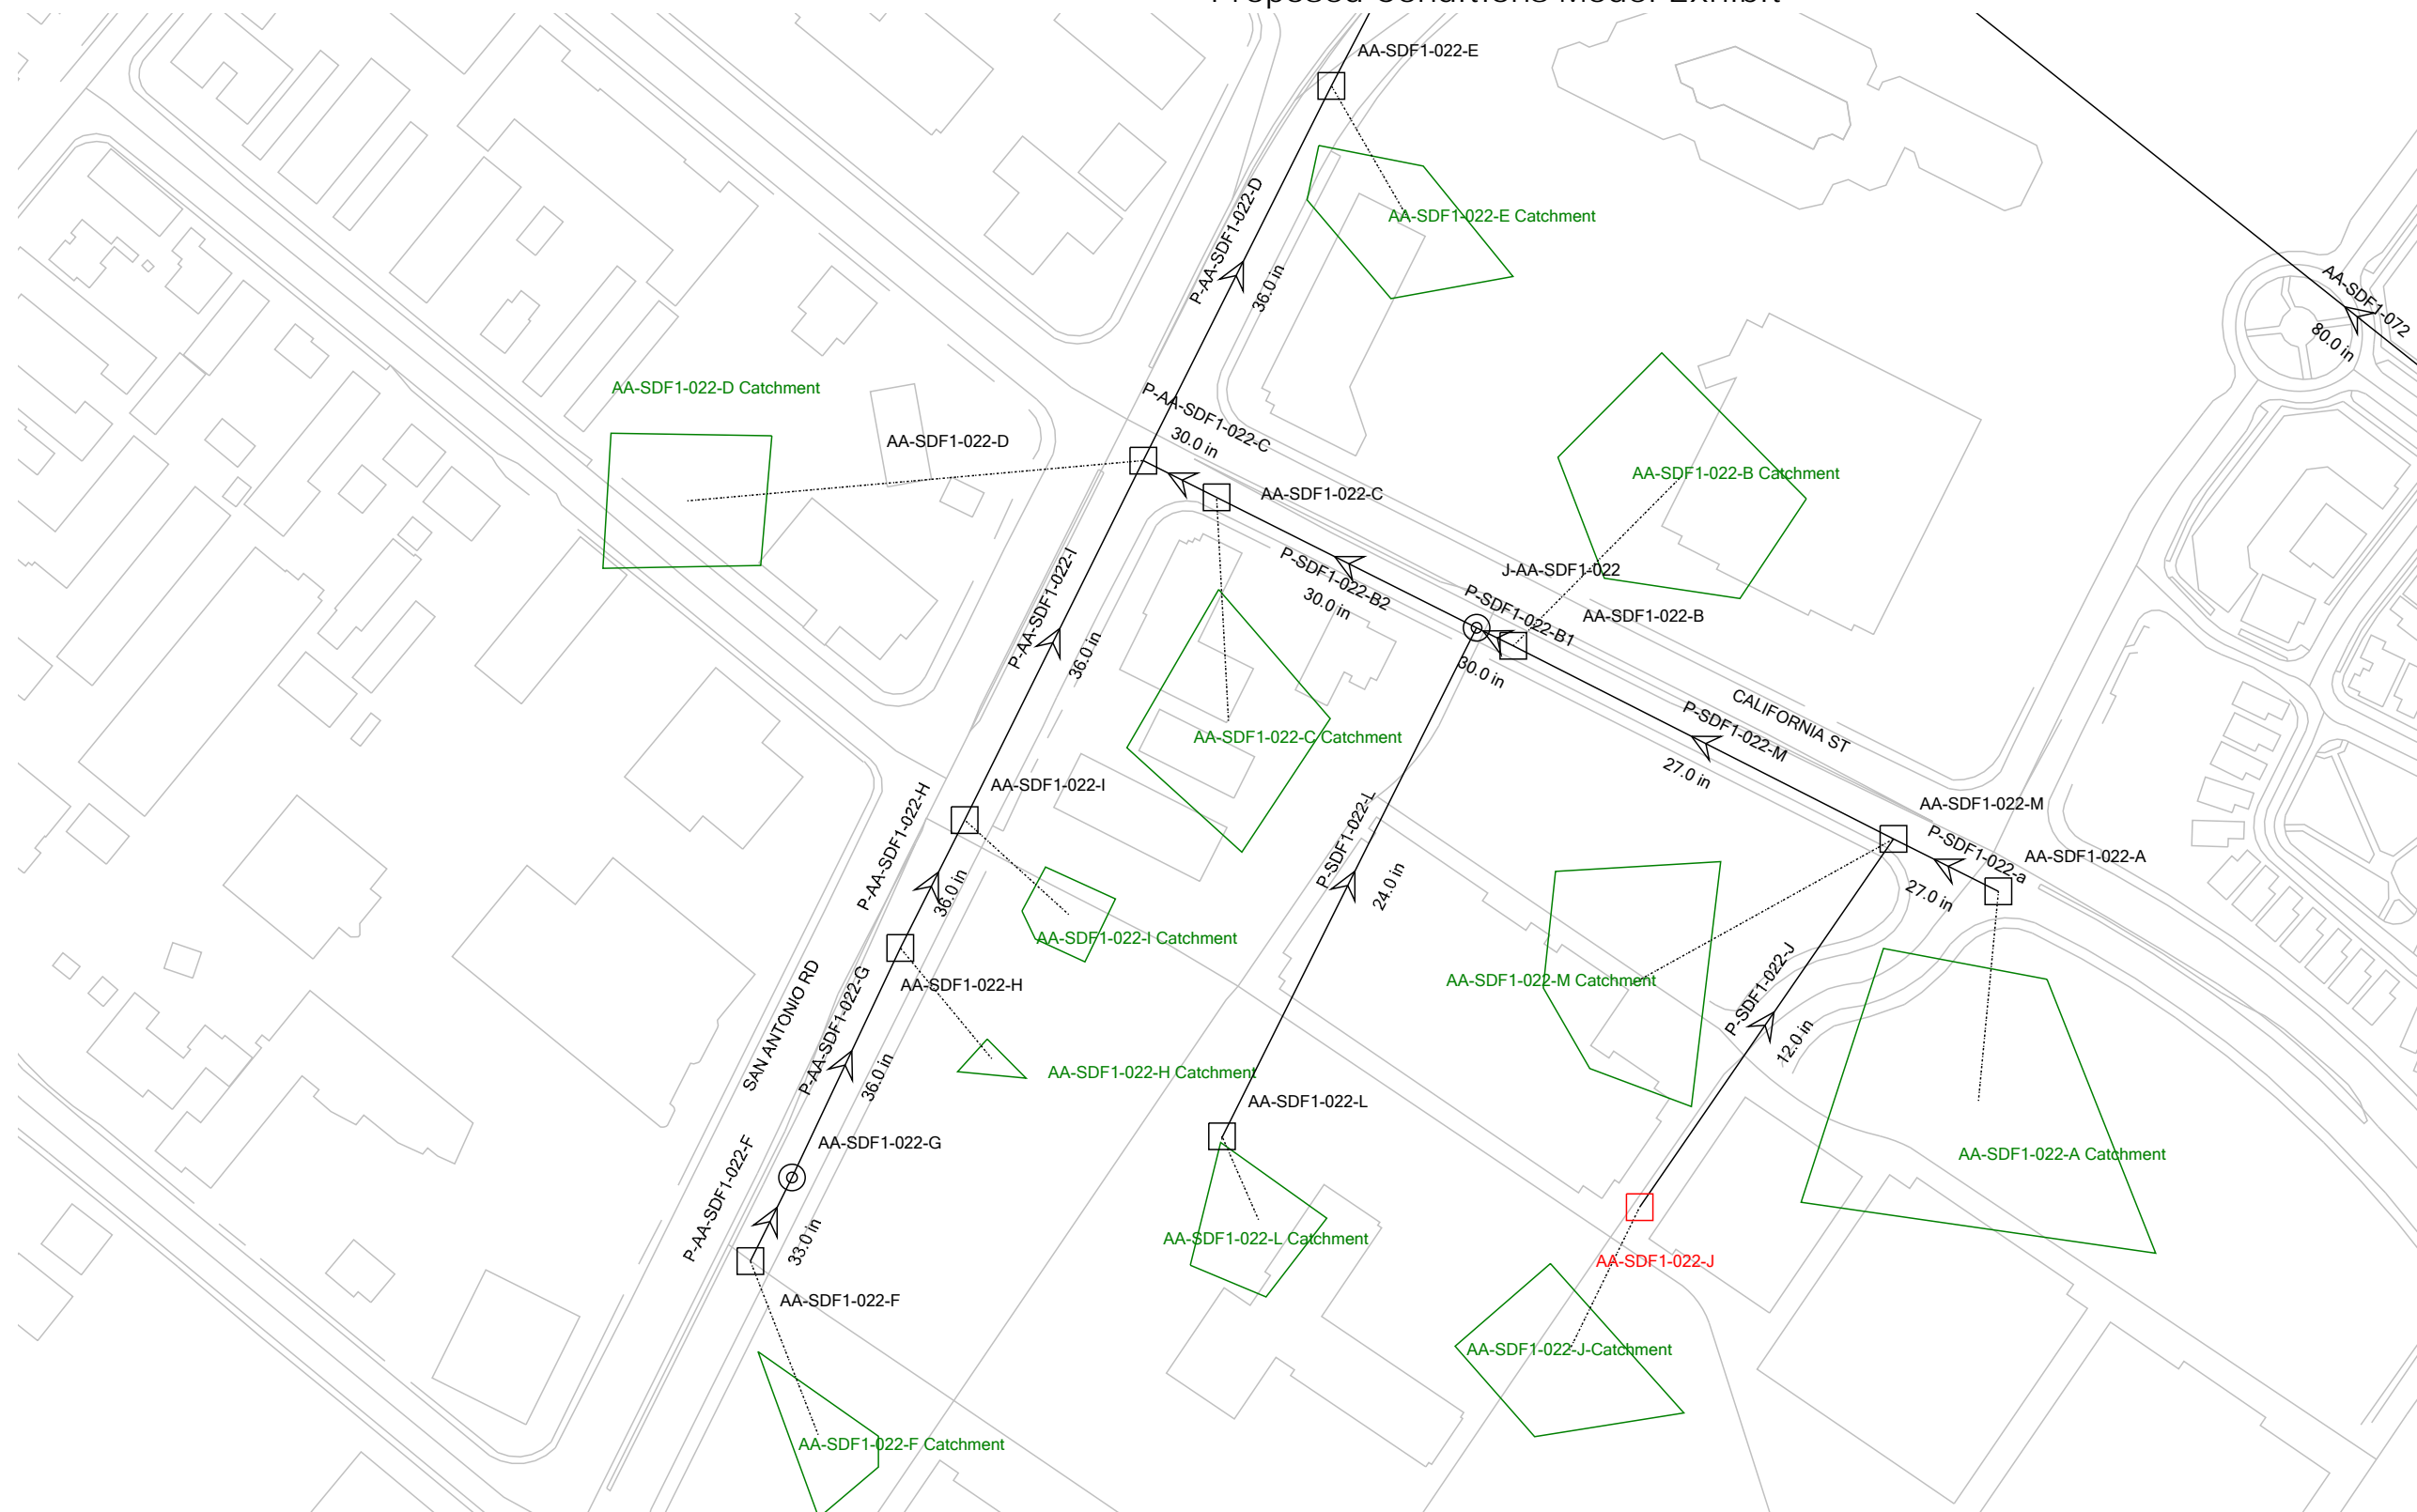 Proposed Conditions Model Exhibit
AA-SDF1-022-E
P-AA-SDF1-022-D
36.0 in
AA-SDF1-022-E Catchment
AA-SDF1-072
80.0 in
AA-SDF1-022-D Catchment
P-AA-SDF1-022-C
30.0 in
AA-SDF1-022-D
AA-SDF1-022-B Catchment
AA-SDF1-022-C
P-SDF1-022-B2
30.0 in
J-AA-SDF1-022
P-SDF1-022-B1
30.0 in
AA-SDF1-022-B
P-AA-SDF1-022-I
36.0 in
CALIFORNIA ST
P-SDF1-022-M
27.0 in
AA-SDF1-022-C Catchment
AA-SDF1-022-I
AA-SDF1-022-M
P-SDF1-022-a
27.0 in
AA-SDF1-022-A
P-AA-SDF1-022-H
36.0 in
P-SDF1-022-L
24.0 in
AA-SDF1-022-I Catchment
AA-SDF1-022-M Catchment
AA-SDF1-022-H
SAN ANTONIO RD
P-AA-SDF1-022-G
36.0 in
P-SDF1-022-J
12.0 in
AA-SDF1-022-H Catchment
AA-SDF1-022-L
AA-SDF1-022-G
AA-SDF1-022-A Catchment
P-AA-SDF1-022-F
33.0 in
AA-SDF1-022-L Catchment
AA-SDF1-022-J
AA-SDF1-022-F
AA-SDF1-022-J-Catchment
AA-SDF1-022-F Catchment